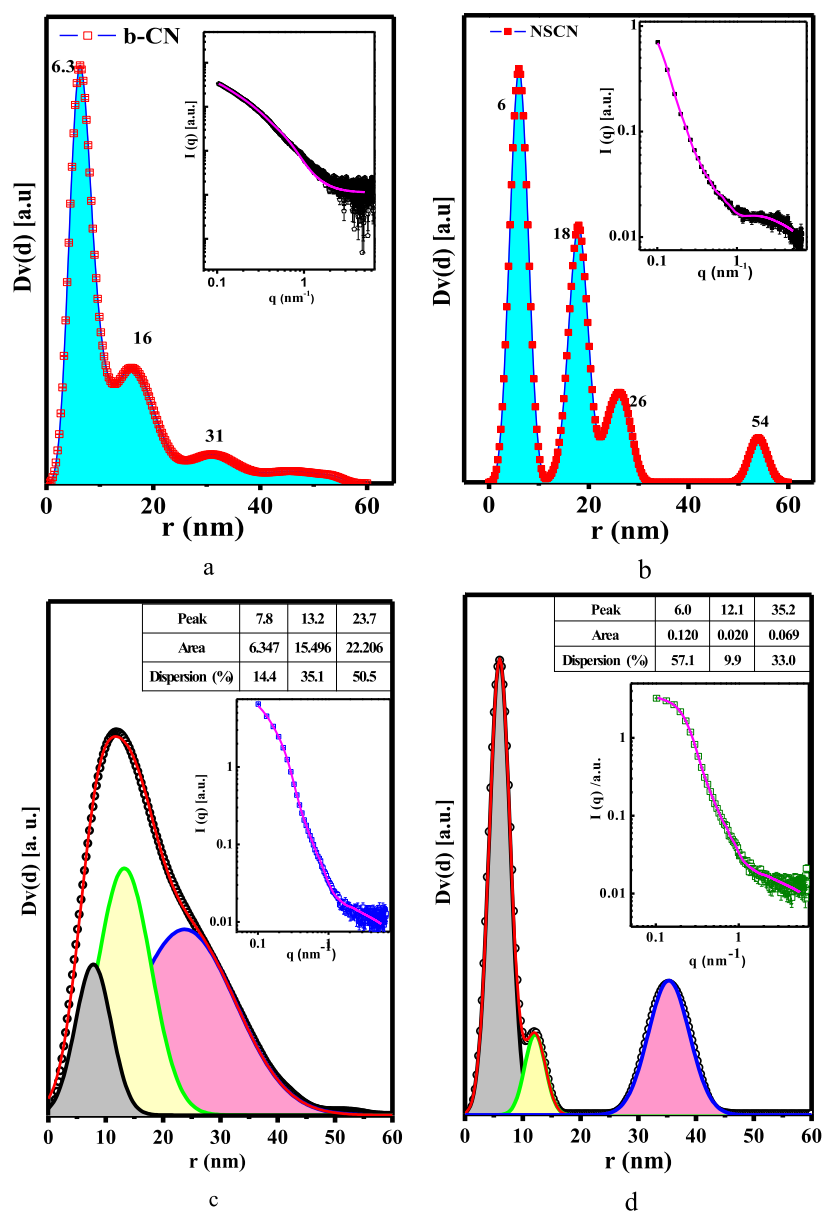 b-CN
6.3
16
31
Dv(d) [a.u]
0 20 40 60
r (nm)
I (q) [a.u.]
0.1 1
q (nm-1)
a
NSCN
6
18
26
54
Dv(d) [a.u]
0 10 20 30 40 50 60
r (nm)
1
0.1
0.01
I (q) [a.u.]
0.1 1
q (nm-1)
b
Peak 7.8 13.2 23.7
Area 6.347 15.496 22.206
Dispersion (%) 14.4 35.1 50.5
Dv(d) [a. u.]
0 10 20 30 40 50 60
r (nm)
1
0.1
0.01
I (q) [a.u.]
0.1 1
q (nm-1)
c
Peak 6.0 12.1 35.2
Area 0.120 0.020 0.069
Dispersion (%) 57.1 9.9 33.0
Dv(d) [a.u.]
0 10 20 30 40 50 60
r (nm)
1
0.1
0.01
I (q) /a.u.
0.1 1
q (nm-1)
d